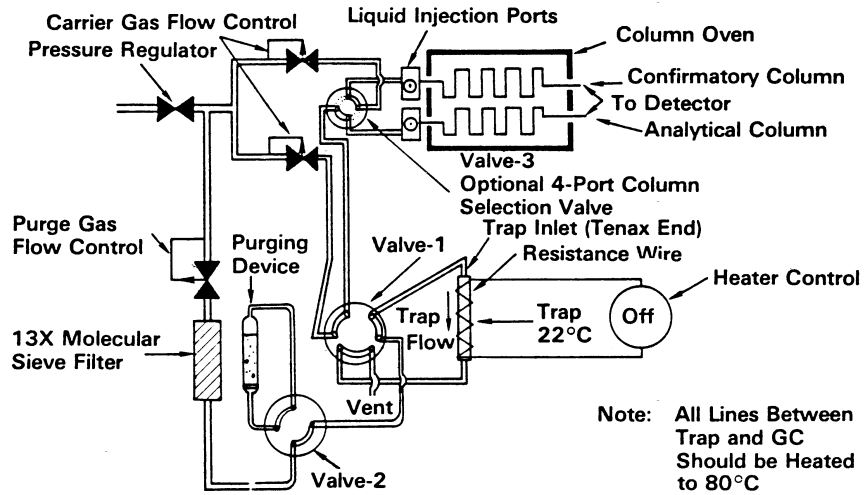 Carrier Gas Flow Control
Pressure Regulator
Liquid Injection Ports
Column Oven
Confirmatory Column
To Detector
Analytical Column
Valve-3
Optional 4-Port Column
Selection Valve
Purge Gas
Flow Control
Purging
Device
Valve-1
Trap Inlet (Tenax End)
Resistance Wire
Heater Control
13X Molecular
Sieve Filter
Trap
Flow
Trap
22°C
Off
Vent
Valve-2
Note: All Lines Between
Trap and GC
Should be Heated
to 80°C